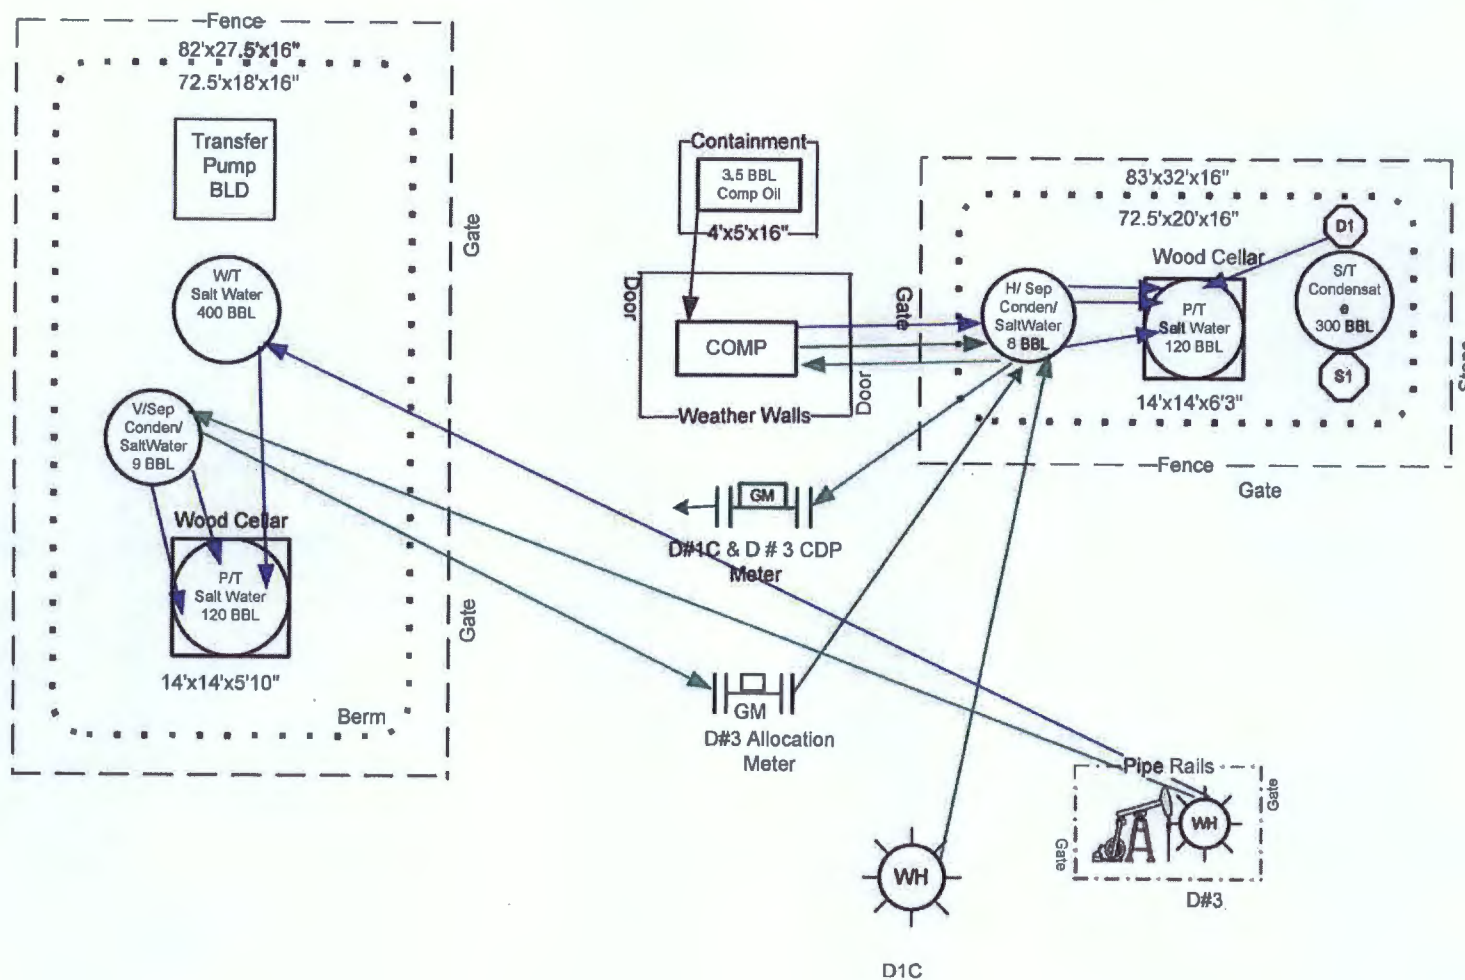 Fence
82'x27.5'x16"
72.5'x18'x16"
Transfer
Pump
BLD
Gate
W/T
Salt Water
400 BBL
V/Sep
Conden/
SaltWater
9 BBL
Wood Cellar
P/T
Salt Water
120 BBL
14'x14'x5'10"
Gate
Berm
Containment
3.5 BBL
Comp Oil
4'x5'x16"
Door
COMP
Weather Walls
Door
Gate
83'x32'x16"
72.5'x20'x16"
D1
Wood Cellar
H/ Sep
Conden/
SaltWater
8 BBL
P/T
Salt Water
120 BBL
S/T
Condensat
e
300 BBL
S1
14'x14'x6'3"
Steps
Fence
Gate
GM
D#1C & D # 3 CDP
Meter
GM
D#3 Allocation
Meter
Pipe Rails
Gate
WH
Gate
D#3
WH
D1C